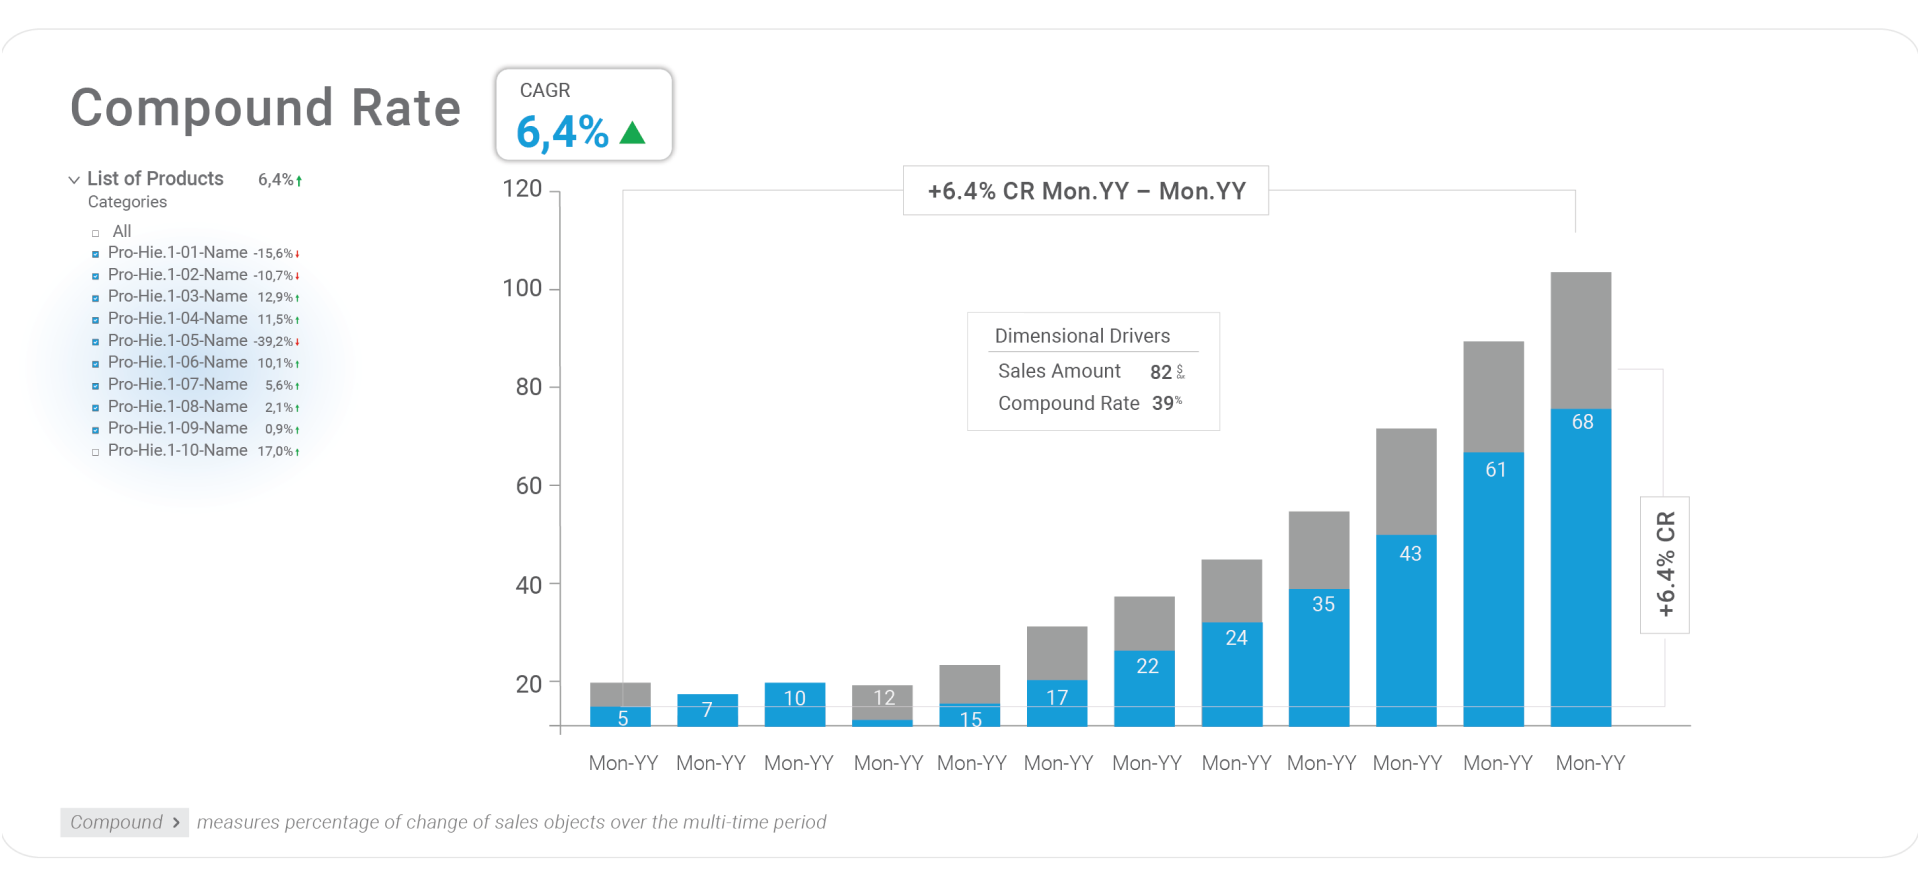 Compound Rate
CAGR
6,4%
List of Products 6,4%
Categories
All
Pro-Hie.1-01-Name -15,6%
Pro-Hie.1-02-Name -10,7%
Pro-Hie.1-03-Name 12,9%
Pro-Hie.1-04-Name 11,5%
Pro-Hie.1-05-Name -39,2%
Pro-Hie.1-06-Name 10,1%
Pro-Hie.1-07-Name 5,6%
Pro-Hie.1-08-Name 2,1%
Pro-Hie.1-09-Name 0,9%
Pro-Hie.1-10-Name 17,0%
+6.4% CR Mon.YY – Mon.YY
Dimensional Drivers
Sales Amount 82 $
Compound Rate 39%
120
100
80
60
40
20
5
7
10
12
15
17
22
24
35
43
61
68
+6.4% CR
Mon-YY Mon-YY Mon-YY Mon-YY Mon-YY Mon-YY Mon-YY Mon-YY Mon-YY Mon-YY Mon-YY Mon-YY
Compound > measures percentage of change of sales objects over the multi-time period